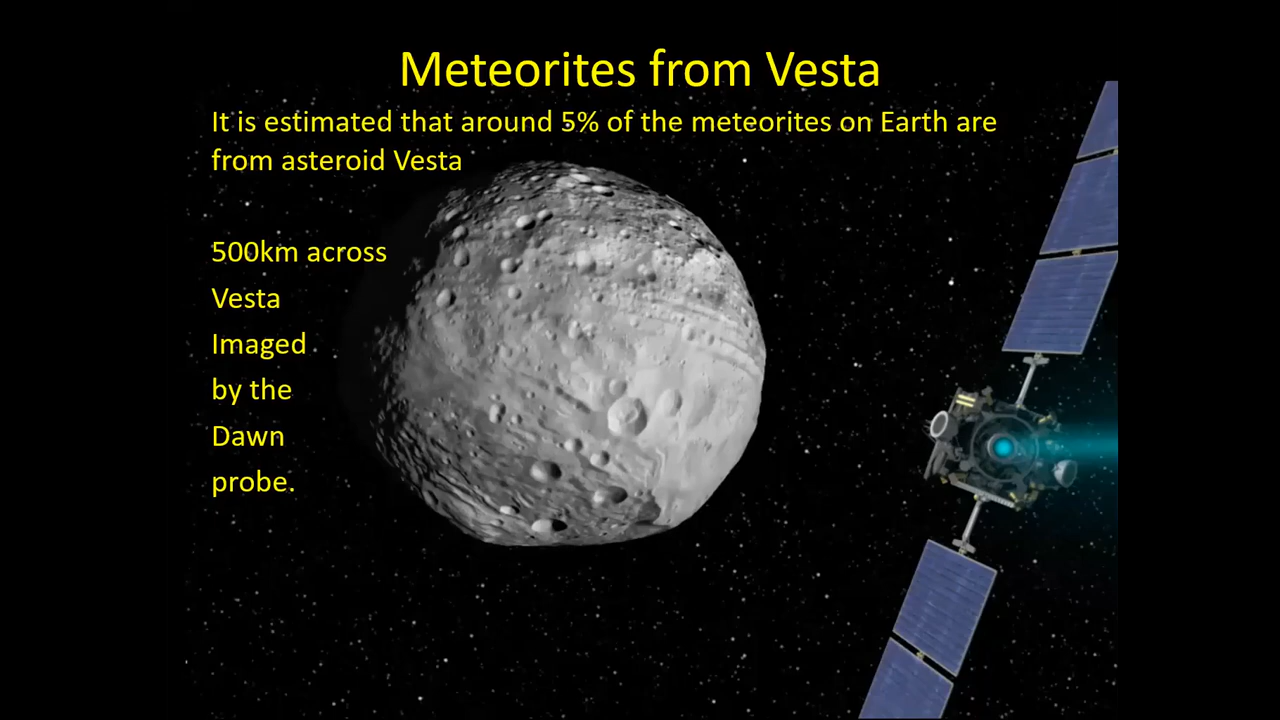 Meteorites from Vesta
It is estimated that around 5% of the meteorites on Earth are
from asteroid Vesta
500km across
Vesta
Imaged
by the
Dawn
probe.